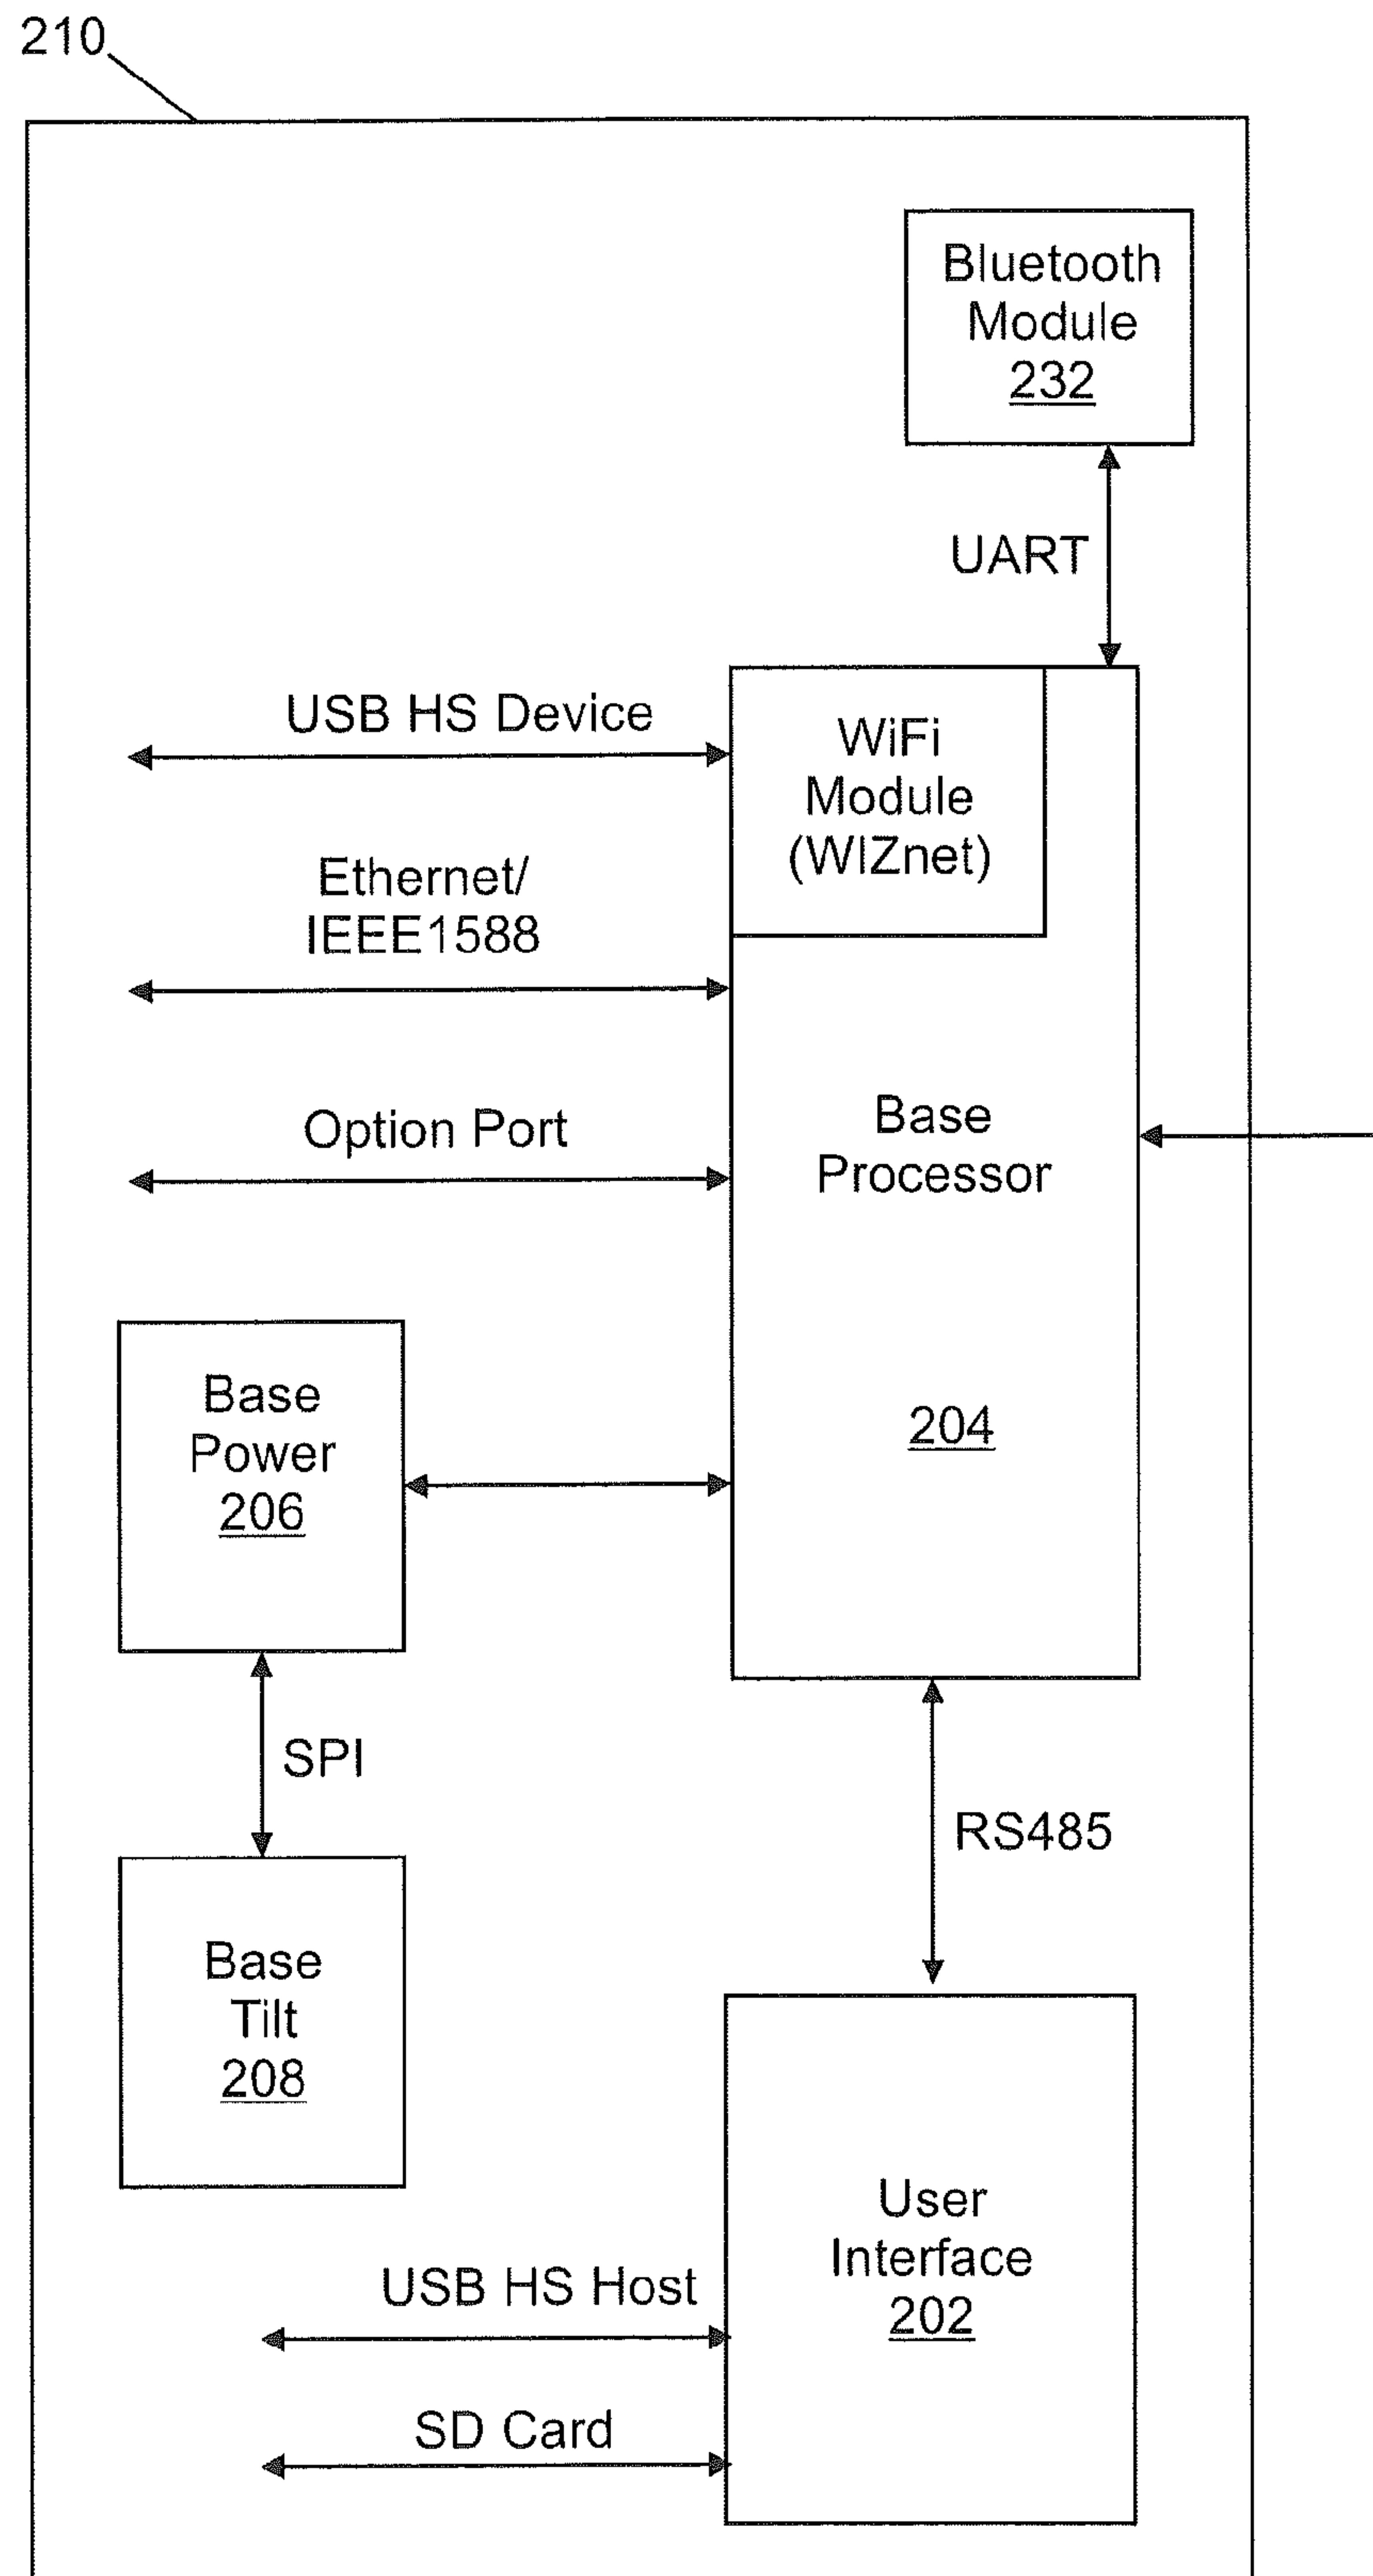 210
Bluetooth
Module
232
UART
USB HS Device
WiFi
Module
(WIZnet)
Ethernet/
IEEE1588
Option Port
Base
Processor
204
Base
Power
206
SPI
RS485
Base
Tilt
208
User
Interface
202
USB HS Host
SD Card